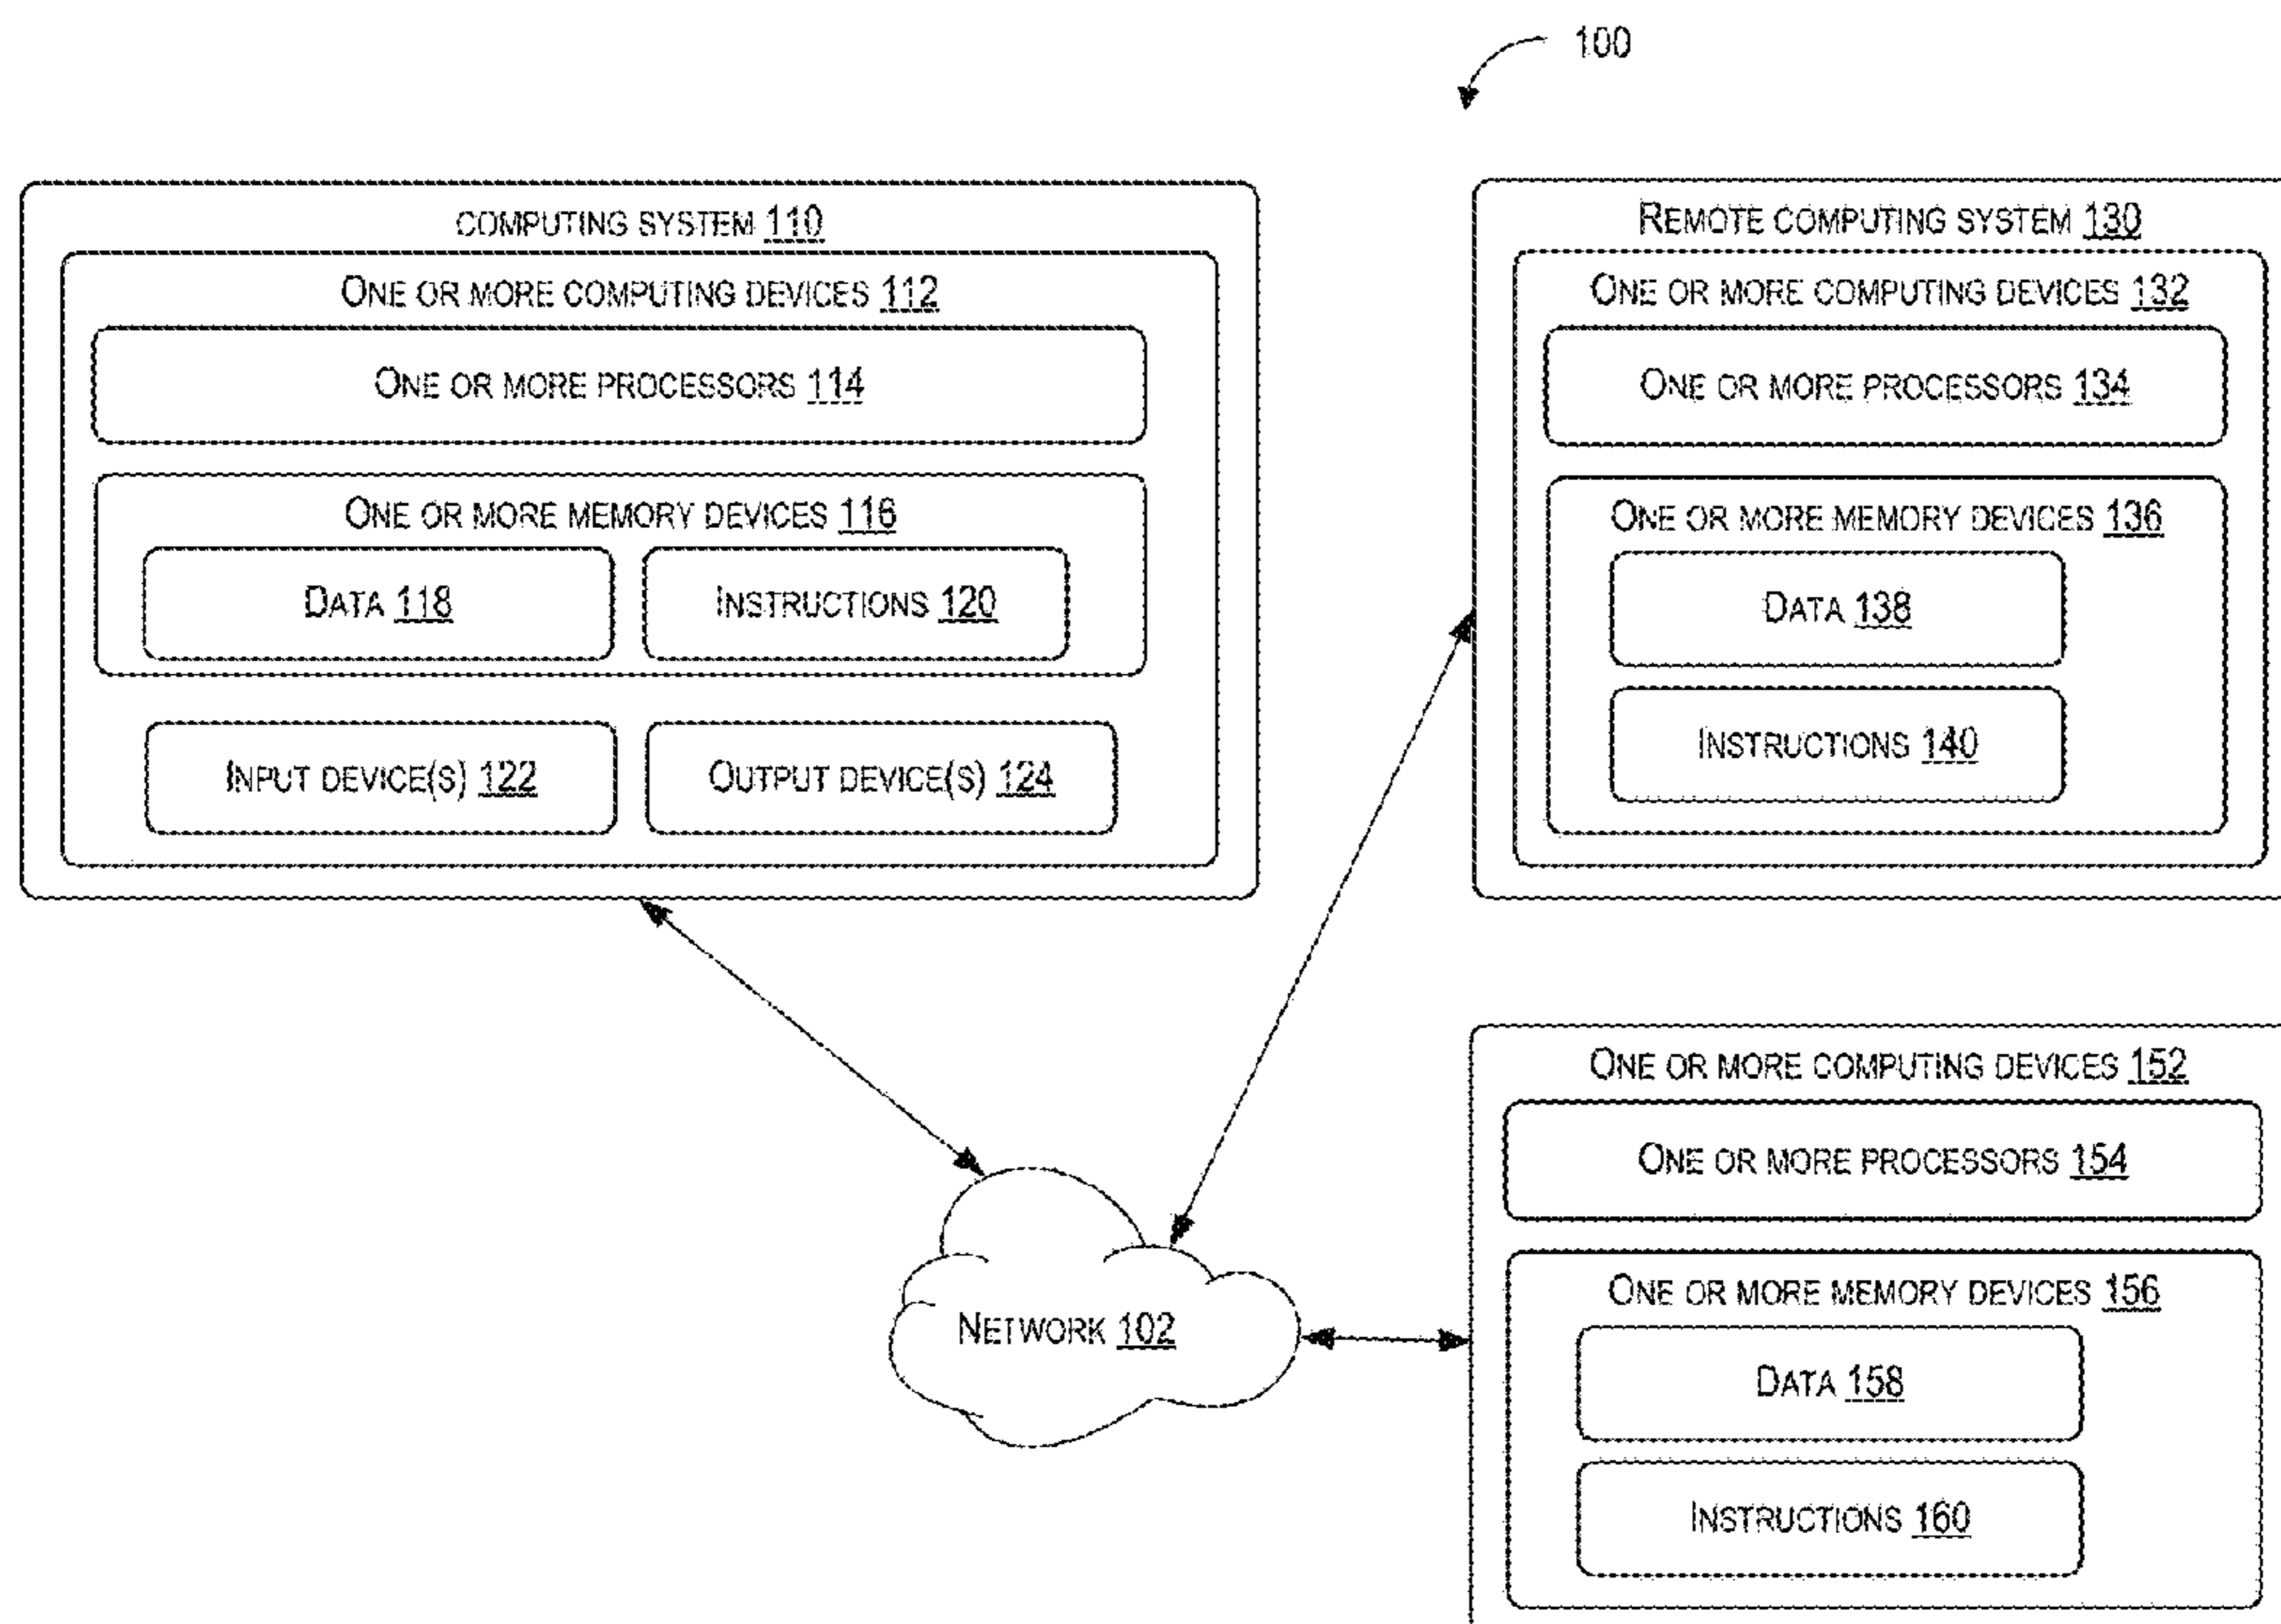 100
COMPUTING SYSTEM 110
ONE OR MORE COMPUTING DEVICES 112
ONE OR MORE PROCESSORS 114
ONE OR MORE MEMORY DEVICES 116
DATA 118
INSTRUCTIONS 120
INPUT DEVICE(S) 122
OUTPUT DEVICE(S) 124
REMOTE COMPUTING SYSTEM 130
ONE OR MORE COMPUTING DEVICES 132
ONE OR MORE PROCESSORS 134
ONE OR MORE MEMORY DEVICES 136
DATA 138
INSTRUCTIONS 140
NETWORK 102
ONE OR MORE COMPUTING DEVICES 152
ONE OR MORE PROCESSORS 154
ONE OR MORE MEMORY DEVICES 156
DATA 158
INSTRUCTIONS 160